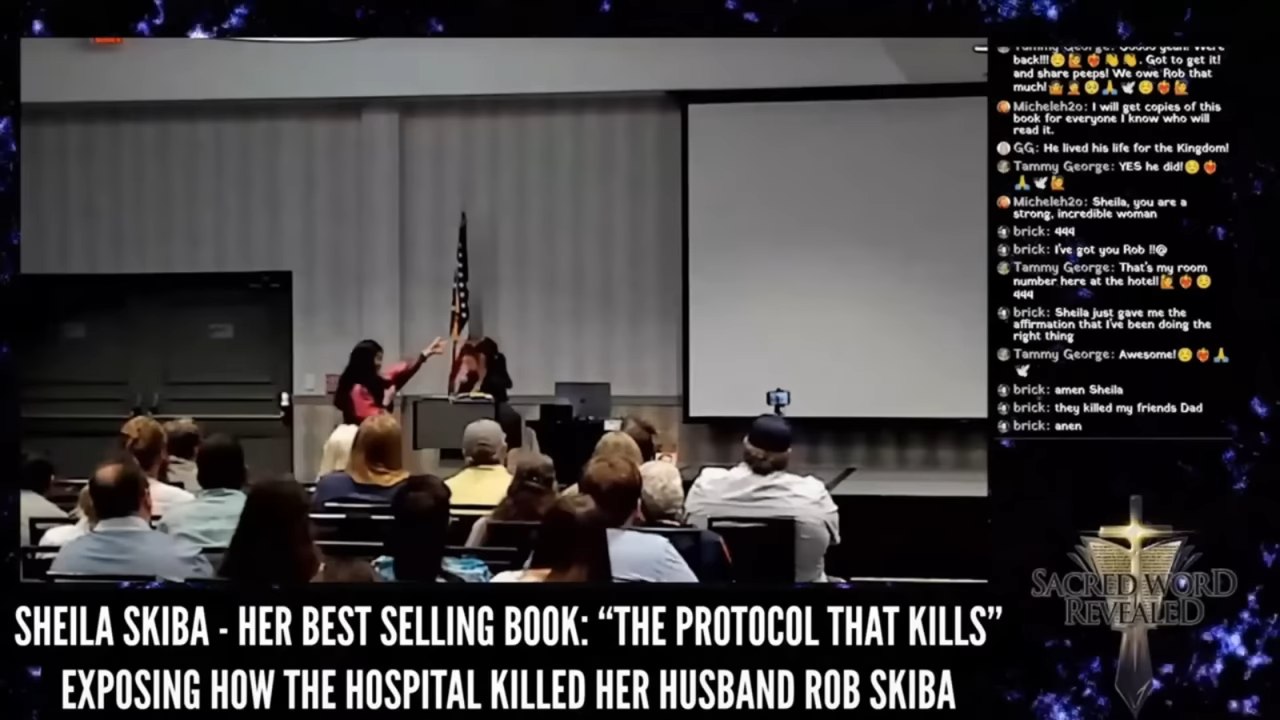 back!!! . Got to get it!
and share peeps! We owe Rob that
much!
Micheleh2o: I will get copies of this
book for everyone I know who will
read it.
GG: He lived his life for the Kingdom!
Tammy George: YES he did!☺️❤️‍🔥
🙏🕊️🙋
Micheleh2o: Sheila, you are a
strong, incredible woman
brick: 444
brick: I've got you Rob !!@
Tammy George: That's my room
number here at the hotel!🙋❤️‍🔥☺️
444
brick: Sheila just gave me the
affirmation that I've been doing the
right thing
Tammy George: Awesome!☺️❤️‍🔥🙏
🕊️
brick: amen Sheila
brick: they killed my friends Dad
brick: anen
SACRED WORD
REVEALED
SHEILA SKIBA - HER BEST SELLING BOOK: “THE PROTOCOL THAT KILLS”
EXPOSING HOW THE HOSPITAL KILLED HER HUSBAND ROB SKIBA